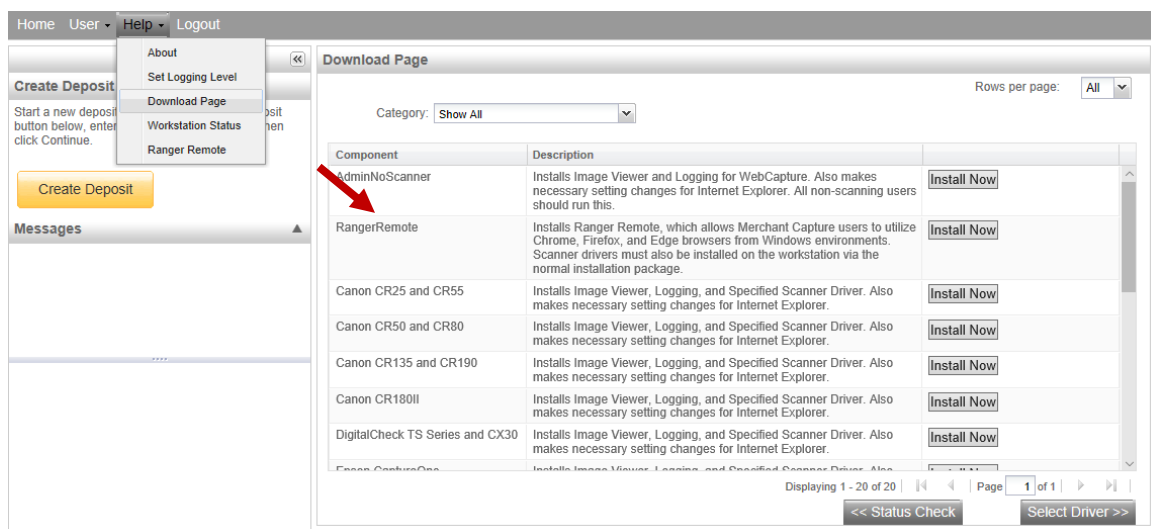 Home User Help Logout
About
Set Logging Level
Download Page
Workstation Status
Ranger Remote
Create Deposit
Start a new deposit
button below, enter
click Continue.
Create Deposit
Messages
Download Page
Rows per page: All
Category: Show All
Component Description
AdminNoScanner Installs Image Viewer and Logging for WebCapture. Also makes Install Now
necessary setting changes for Internet Explorer. All non-scanning users
should run this.
RangerRemote Installs Ranger Remote, which allows Merchant Capture users to utilize Install Now
Chrome, Firefox, and Edge browsers from Windows environments.
Scanner drivers must also be installed on the workstation via the
normal installation package.
Canon CR25 and CR55 Installs Image Viewer, Logging, and Specified Scanner Driver. Also Install Now
makes necessary setting changes for Internet Explorer.
Canon CR50 and CR80 Installs Image Viewer, Logging, and Specified Scanner Driver. Also Install Now
makes necessary setting changes for Internet Explorer.
Canon CR135 and CR190 Installs Image Viewer, Logging, and Specified Scanner Driver. Also Install Now
makes necessary setting changes for Internet Explorer.
Canon CR180II Installs Image Viewer, Logging, and Specified Scanner Driver. Also Install Now
makes necessary setting changes for Internet Explorer.
DigitalCheck TS Series and CX30 Installs Image Viewer, Logging, and Specified Scanner Driver. Also Install Now
makes necessary setting changes for Internet Explorer.
Epson CaptureOne Installs Image Viewer, Logging, and Specified Scanner Driver. Also
Displaying 1 - 20 of 20 Page 1 of 1
<< Status Check Select Driver >>